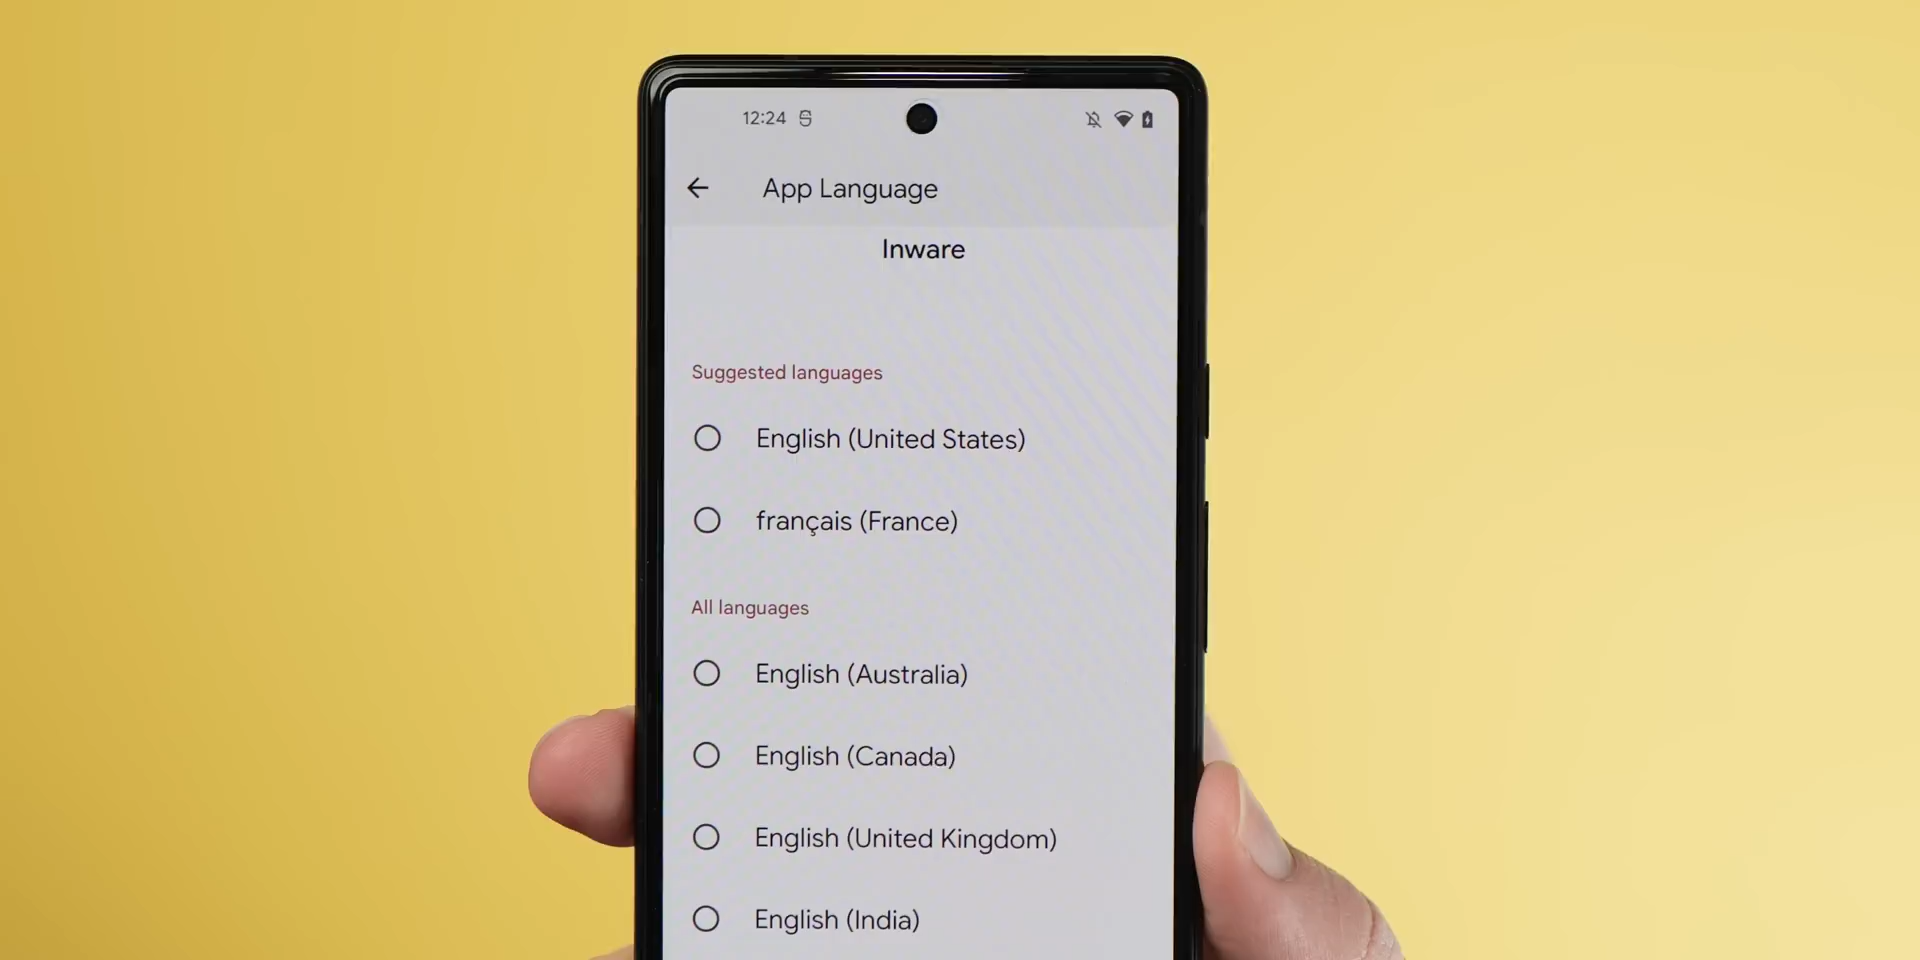 12:24
App Language
Inware
Suggested languages
English (United States)
français (France)
All languages
English (Australia)
English (Canada)
English (United Kingdom)
English (India)